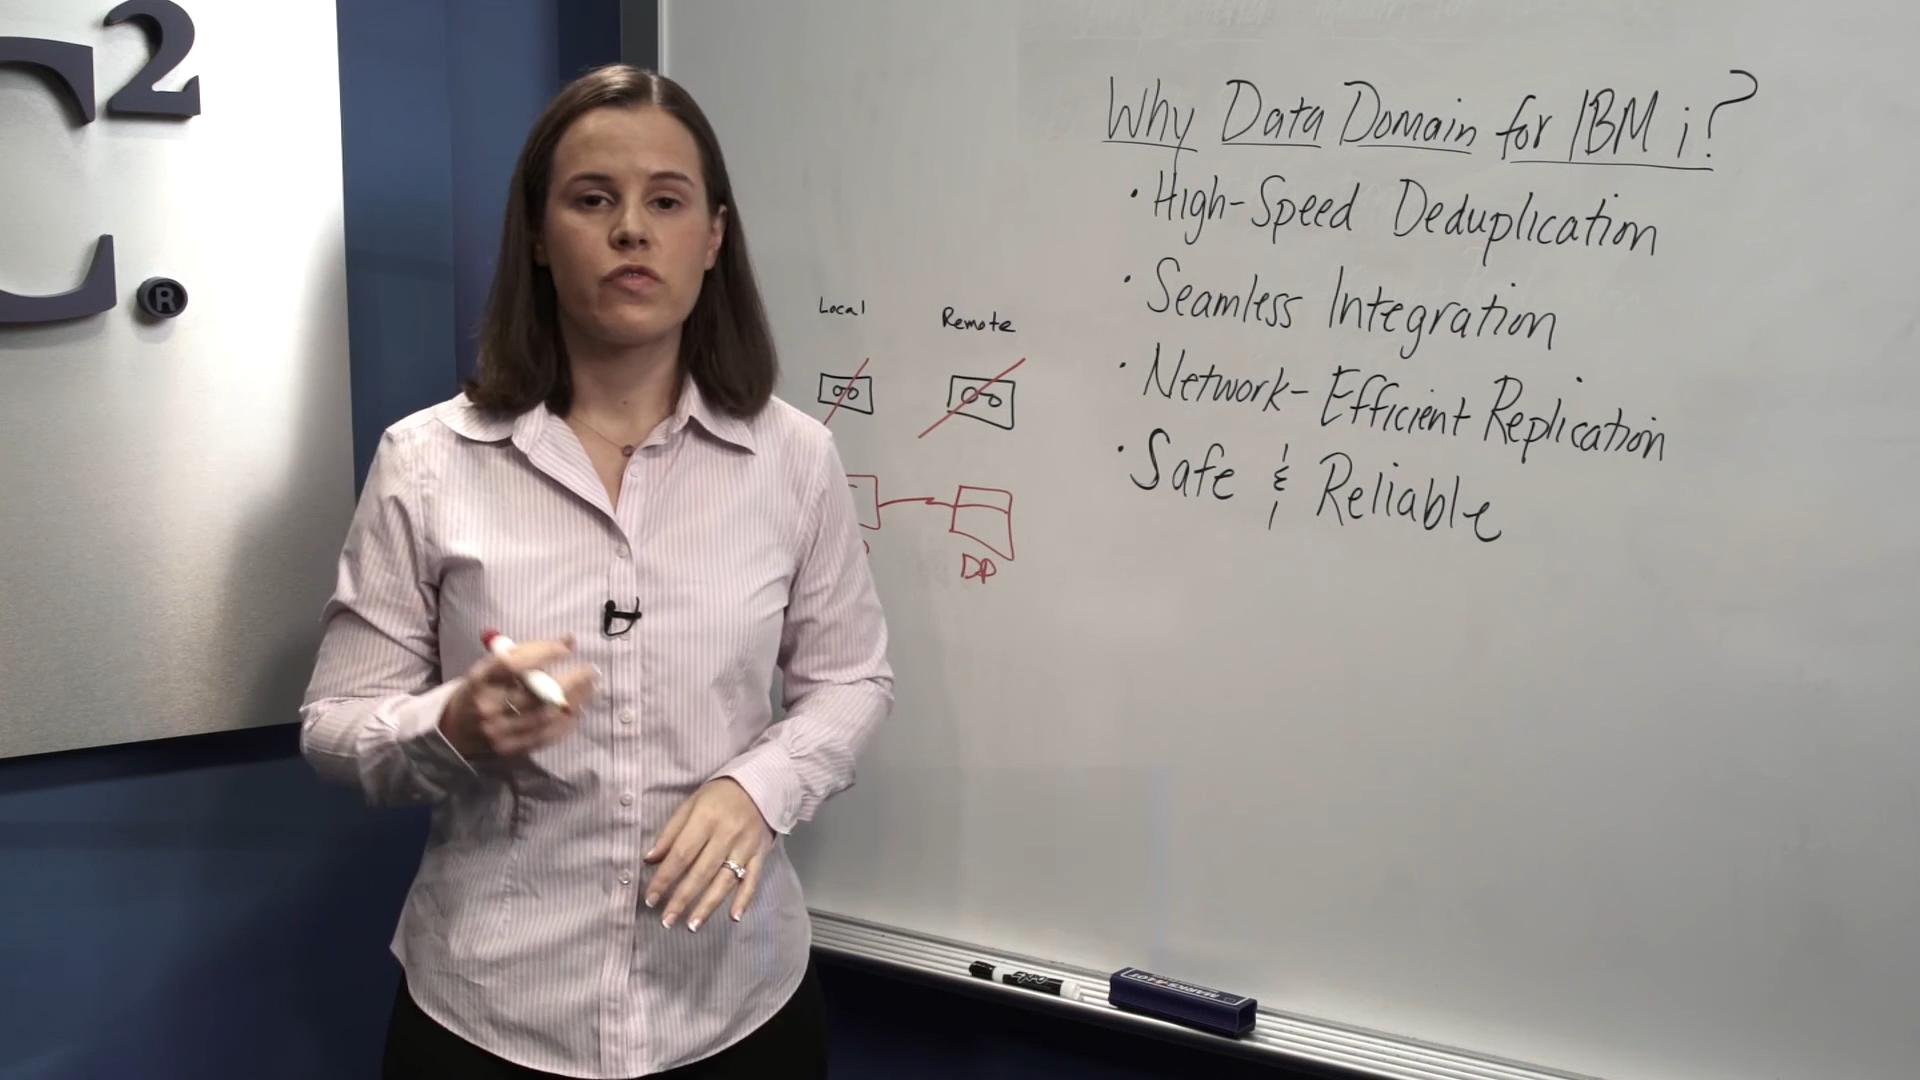 C²
®
Why Data Domain for IBM i?
· High-Speed Deduplication
· Seamless Integration
· Network-Efficient Replication
· Safe & Reliable
Local Remote
DD
EXPO